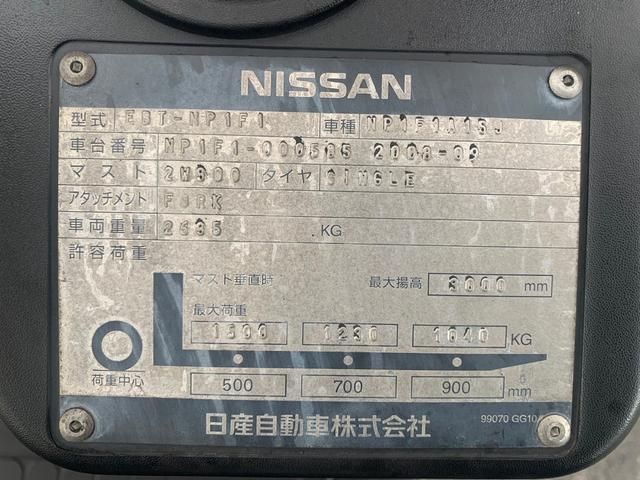 NISSAN
型式 EBT-NP1F1 車種 NP1F1A15J
車台番号 NP1F1-000505 2008-09
マスト 2W300 タイヤ SINGLE
アタッチメント FORK
車両重量 2635 .KG
許容荷重
マスト垂直時 最大揚高 3000 mm
最大荷重
1500 1230 1040 KG
荷重中心 500 700 900 mm
日産自動車株式会社 99070 GG10